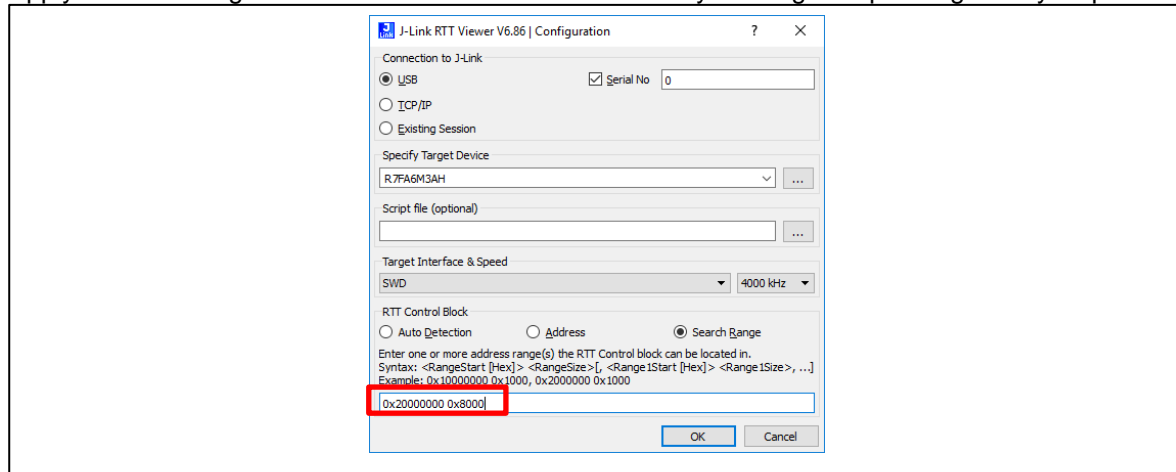 J-Link RTT Viewer V6.86 | Configuration ? ×
Connection to J-Link
USB Serial No 0
TCP/IP
Existing Session
Specify Target Device
R7FA6M3AH ...
Script file (optional)
...
Target Interface & Speed
SWD 4000 kHz
RTT Control Block
Auto Detection Address Search Range
Enter one or more address range(s) the RTT Control block can be located in.
Syntax: <RangeStart [Hex]> <RangeSize>[, <Range1Start [Hex]> <Range1Size>, ...]
Example: 0x10000000 0x1000, 0x2000000 0x1000
0x20000000 0x8000
OK Cancel